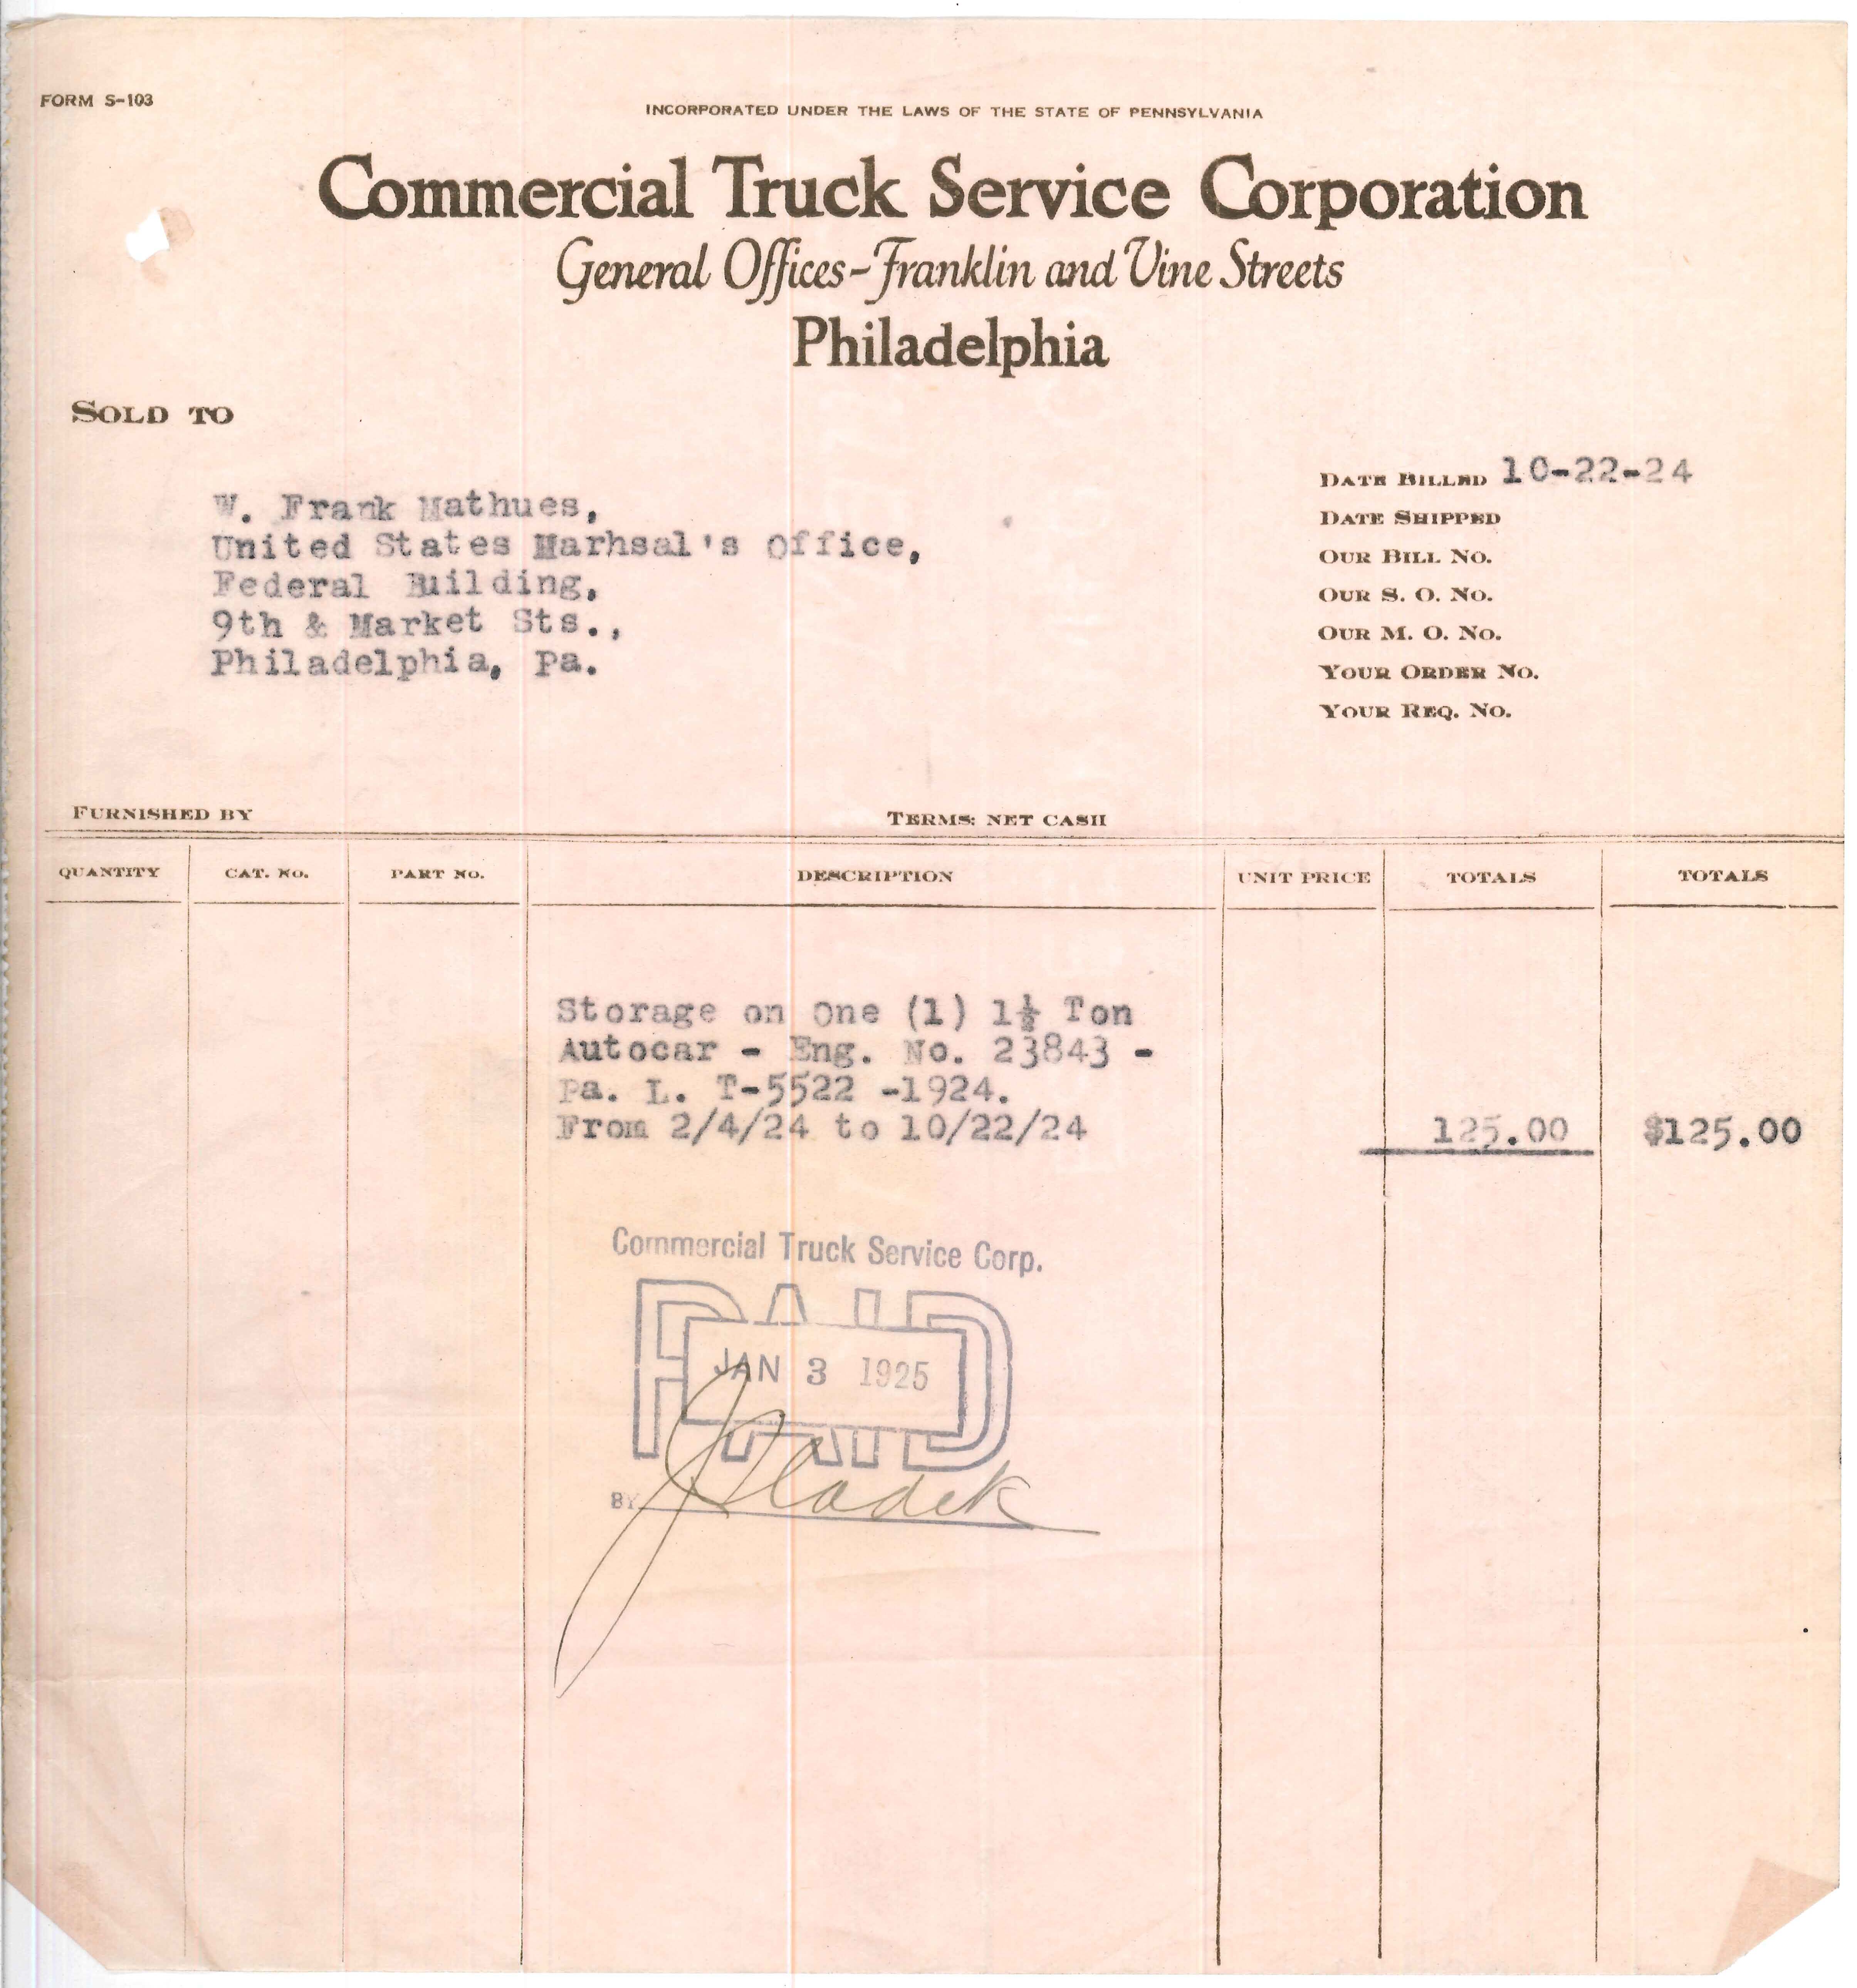 FORM S-103
INCORPORATED UNDER THE LAWS OF THE STATE OF PENNSYLVANIA
Commercial Truck Service Corporation
General Offices-Franklin and Vine Streets
Philadelphia
SOLD TO
W. Frank Mathues,
United States Marhsal's Office,
Federal Building,
9th & Market Sts.,
Philadelphia, Pa.
DATE BILLED 10-22-24
DATE SHIPPED
OUR BILL NO.
OUR S. O. NO.
OUR M. O. NO.
YOUR ORDER NO.
YOUR REQ. NO.
FURNISHED BY
TERMS: NET CASH
QUANTITY CAT. NO. PART NO. DESCRIPTION UNIT PRICE TOTALS TOTALS
Storage on One (1) 1½ Ton
Autocar - Eng. No. 23843 -
Pa. L. T-5522 -1924.
From 2/4/24 to 10/22/24 125.00 $125.00
Commercial Truck Service Corp.
PAID
JAN 3 1925
BY